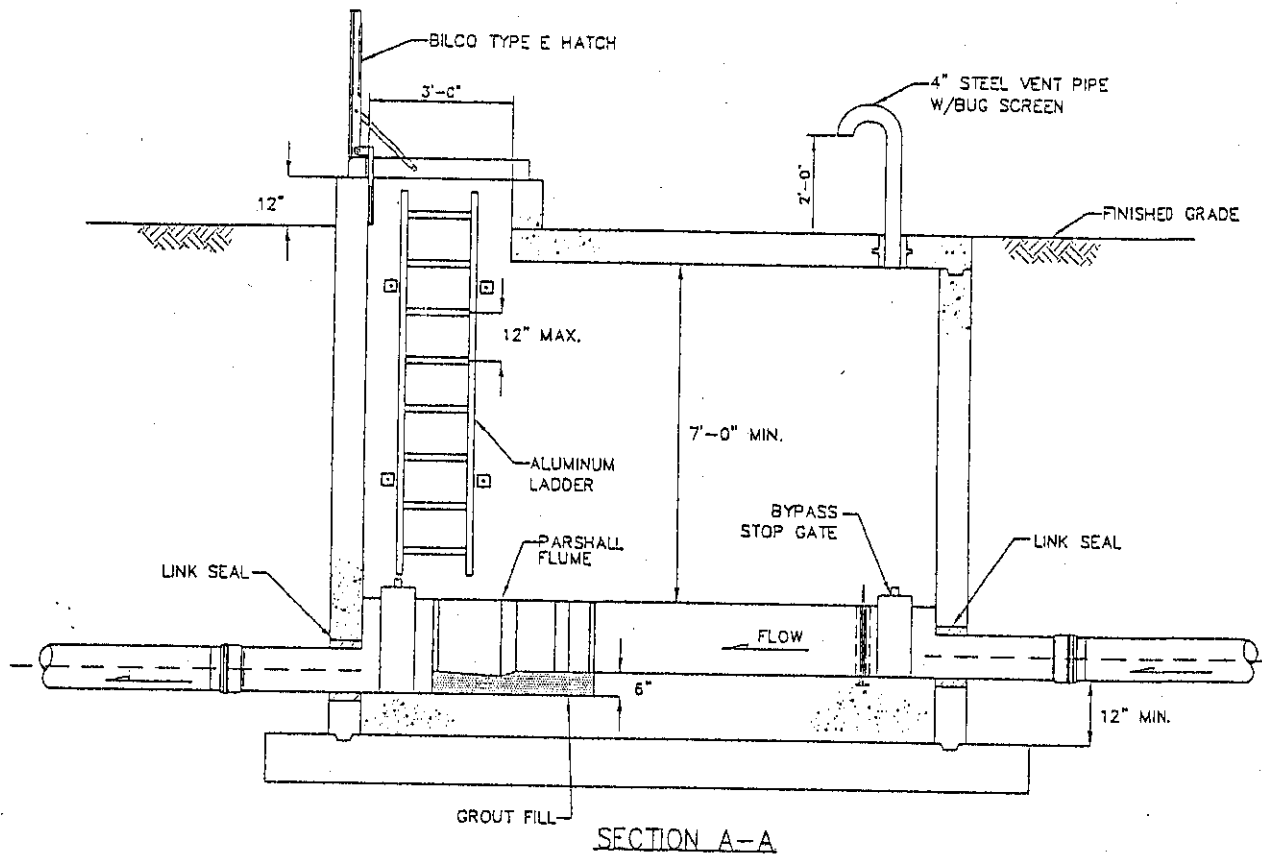 BILCO TYPE E HATCH
3'-0"
4" STEEL VENT PIPE
W/BUG SCREEN
2'-0"
12"
FINISHED GRADE
12" MAX.
7'-0" MIN.
ALUMINUM
LADDER
BYPASS
STOP GATE
PARSHALL
FLUME
LINK SEAL
LINK SEAL
FLOW
6"
12" MIN.
GROUT FILL
SECTION A-A